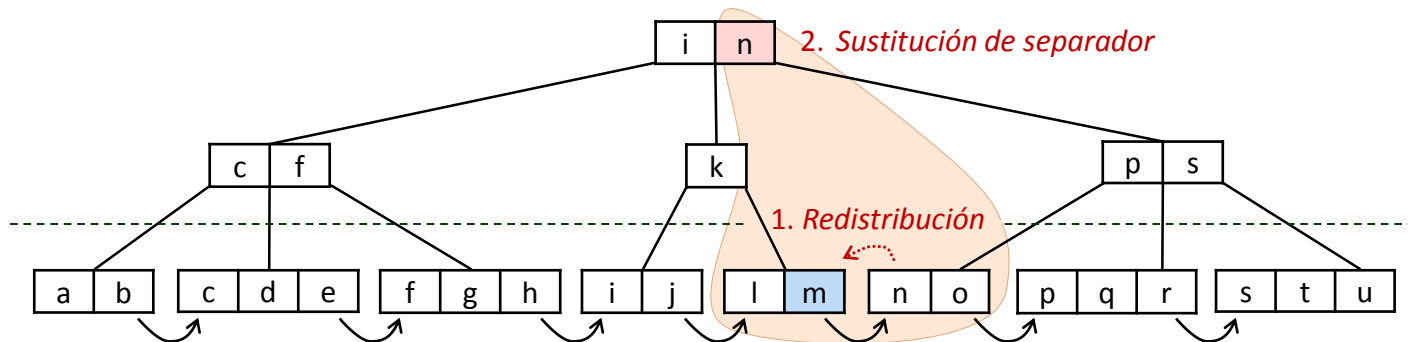 i n 2. Sustitución de separador
c f k p s
1. Redistribución
a b c d e f g h i j l m n o p q r s t u